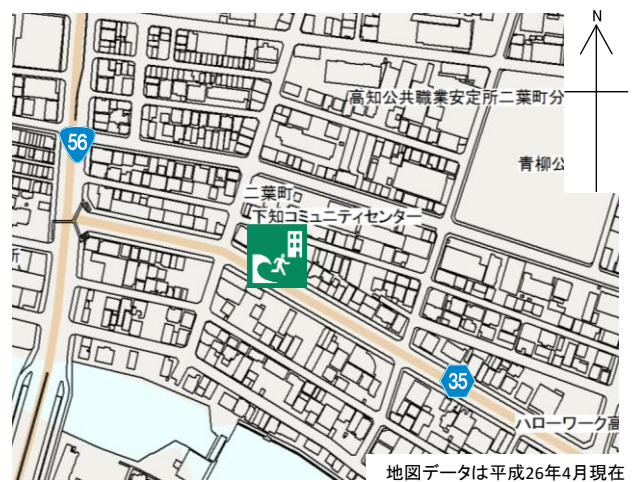 N
高知公共職業安定所二葉町分
56
青柳公
二葉町
下知コミュニティセンター
所
35
ハローワーク高
地図データは平成26年4月現在